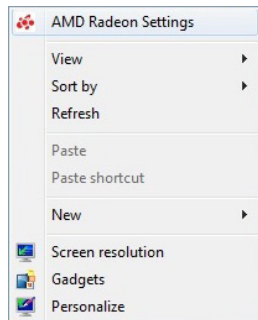 AMD Radeon Settings
View
Sort by
Refresh
Paste
Paste shortcut
New
Screen resolution
Gadgets
Personalize